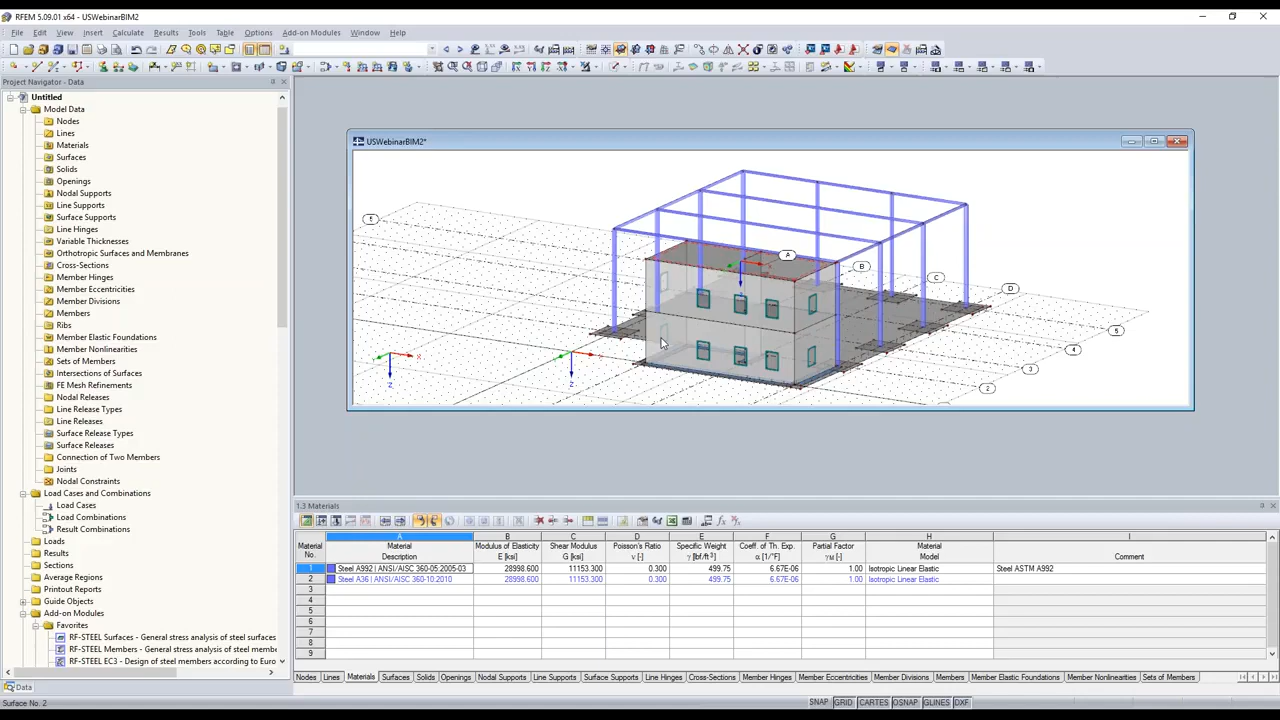 RFEM 5.09.01 x64 - USWebinarBIM2
File Edit View Insert Calculate Results Tools Table Options Add-on Modules Window Help
Project Navigator - Data
Untitled
Model Data
Nodes
Lines
Materials
Surfaces
Solids
Openings
Nodal Supports
Line Supports
Surface Supports
Line Hinges
Variable Thicknesses
Orthotropic Surfaces and Membranes
Cross-Sections
Member Hinges
Member Eccentricities
Member Divisions
Members
Ribs
Member Elastic Foundations
Member Nonlinearities
Sets of Members
Intersections of Surfaces
FE Mesh Refinements
Nodal Releases
Line Release Types
Line Releases
Surface Release Types
Surface Releases
Connection of Two Members
Joints
Nodal Constraints
Load Cases and Combinations
Load Cases
Load Combinations
Result Combinations
Loads
Results
Sections
Average Regions
Printout Reports
Guide Objects
Add-on Modules
Favorites
RF-STEEL Surfaces - General stress analysis of steel surfaces
RF-STEEL Members - General stress analysis of steel membe
RF-STEEL EC3 - Design of steel members according to Euro
Data
Surface No. 2
USWebinarBIM2*
E
A
B
C
D
5
4
3
2
X
Z
Z
1.3 Materials
A B C D E F G H I
Material Material Modulus of Elasticity Shear Modulus Poisson's Ratio Specific Weight Coeff. of Th. Exp. Partial Factor Material
No. Description E [ksi] G [ksi] ν [-] γ [lbf/ft³] α [1/°F] γM [-] Model Comment
1 Steel A992 | ANSI/AISC 360-05:2005-03 28998.600 11153.300 0.300 499.75 6.67E-06 1.00 Isotropic Linear Elastic Steel ASTM A992
2 Steel A36 | ANSI/AISC 360-10:2010 28998.600 11153.300 0.300 499.75 6.67E-06 1.00 Isotropic Linear Elastic
3
4
5
6
7
8
9
Nodes Lines Materials Surfaces Solids Openings Nodal Supports Line Supports Surface Supports Line Hinges Cross-Sections Member Hinges Member Eccentricities Member Divisions Members Member Elastic Foundations Member Nonlinearities Sets of Members
SNAP GRID CARTES OSNAP GLINES DXF